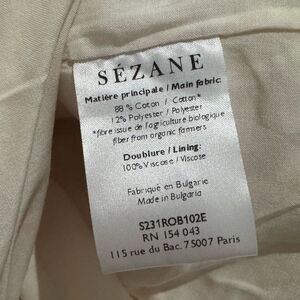 SÉZANE
Matière principale / Main fabric:
88 % Coton / Cotton*
12% Polyester / Polyester
*fibre issue de l'agriculture biologique
fiber from organic farmers
Doublure / Lining:
100% Viscose / Viscose
Fabriqué en Bulgarie
Made in Bulgaria
S231ROB102E
RN 154 043
115 rue du Bac. 75007 Paris